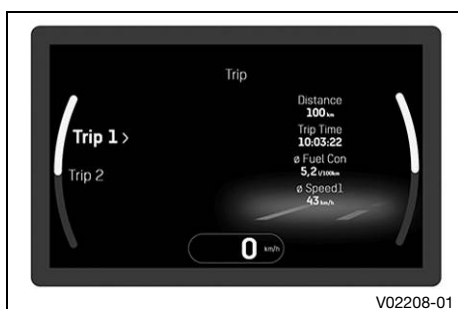 Trip
Trip 1 >
Trip 2
Distance
100 km
Trip Time
10:03:22
ø Fuel Con
5,2 l/100km
ø Speed1
43 km/h
0 km/h
V02208-01